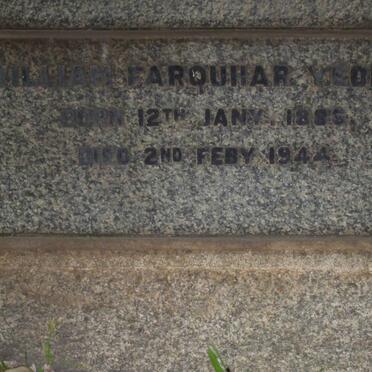 WILLIAM FARQUHAR
BORN 12TH JANY. 1885.
DIED 2ND FEBY 1944.